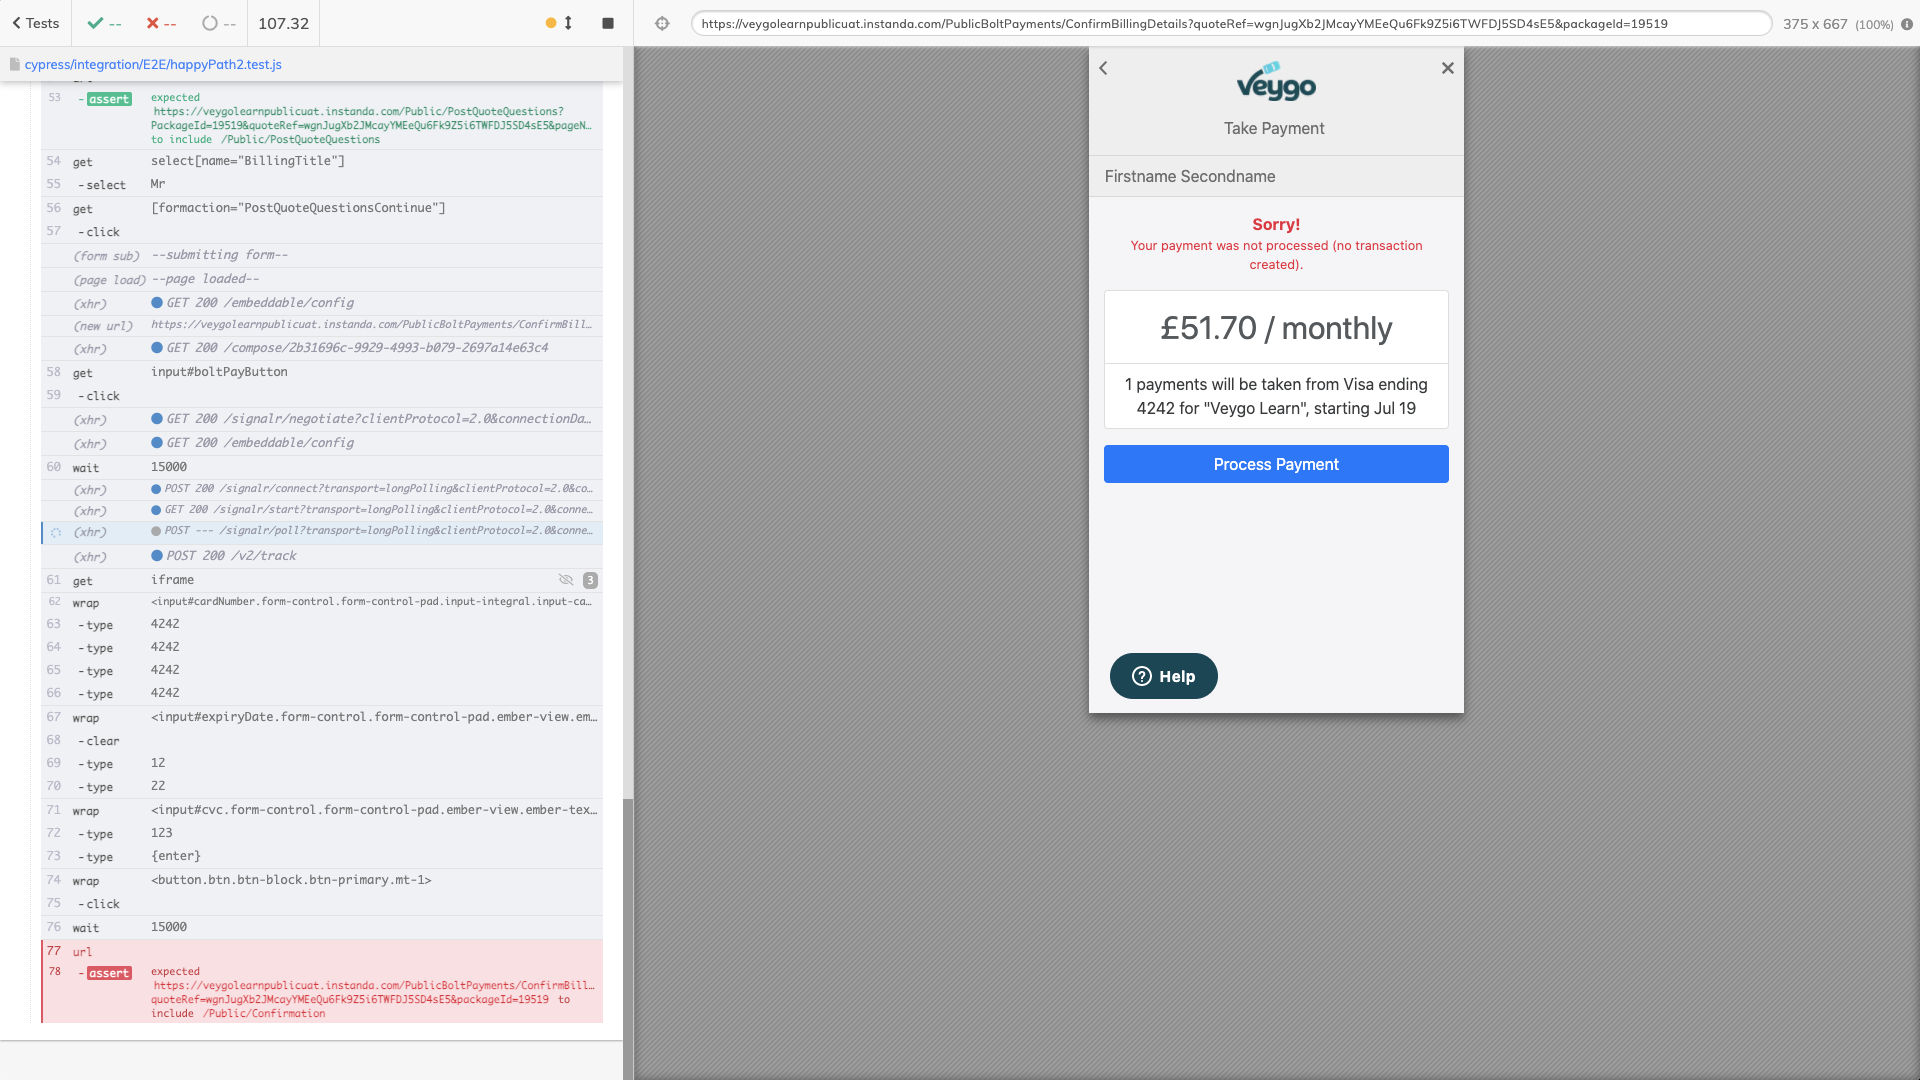 Tests
--
--
--
107.32
https://veygolearnpublicuat.instanda.com/PublicBoltPayments/ConfirmBillingDetails?quoteRef=wgnJugXb2JMcayYMEeQu6Fk9Z5i6TWFDJ5SD4sE5&packageId=19519
375 x 667 (100%)
cypress/integration/E2E/happyPath2.test.js
53 - assert expected
https://veygolearnpublicuat.instanda.com/Public/PostQuoteQuestions?
PackageId=19519&quoteRef=wgnJugXb2JMcayYMEeQu6Fk9Z5i6TWFDJ5SD4sE5&pageN…
to include /Public/PostQuoteQuestions
54 get select[name="BillingTitle"]
55 - select Mr
56 get [formaction="PostQuoteQuestionsContinue"]
57 - click
(form sub) --submitting form--
(page load) --page loaded--
(xhr) GET 200 /embeddable/config
(new url) https://veygolearnpublicuat.instanda.com/PublicBoltPayments/ConfirmBill…
(xhr) GET 200 /compose/2b31696c-9929-4993-b079-2697a14e63c4
58 get input#boltPayButton
59 - click
(xhr) GET 200 /signalr/negotiate?clientProtocol=2.0&connectionDa…
(xhr) GET 200 /embeddable/config
60 wait 15000
(xhr) POST 200 /signalr/connect?transport=longPolling&clientProtocol=2.0&co…
(xhr) GET 200 /signalr/start?transport=longPolling&clientProtocol=2.0&conne…
(xhr) POST --- /signalr/poll?transport=longPolling&clientProtocol=2.0&conne…
(xhr) POST 200 /v2/track
61 get iframe 3
62 wrap <input#cardNumber.form-control.form-control-pad.input-integral.input-ca…
63 - type 4242
64 - type 4242
65 - type 4242
66 - type 4242
67 wrap <input#expiryDate.form-control.form-control-pad.ember-view.em…
68 - clear
69 - type 12
70 - type 22
71 wrap <input#cvc.form-control.form-control-pad.ember-view.ember-tex…
72 - type 123
73 - type {enter}
74 wrap <button.btn.btn-block.btn-primary.mt-1>
75 - click
76 wait 15000
77 url
78 - assert expected
https://veygolearnpublicuat.instanda.com/PublicBoltPayments/ConfirmBill…
quoteRef=wgnJugXb2JMcayYMEeQu6Fk9Z5i6TWFDJ5SD4sE5&packageId=19519 to
include /Public/Confirmation
veygo
Take Payment
Firstname Secondname
Sorry!
Your payment was not processed (no transaction
created).
£51.70 / monthly
1 payments will be taken from Visa ending
4242 for "Veygo Learn", starting Jul 19
Process Payment
Help